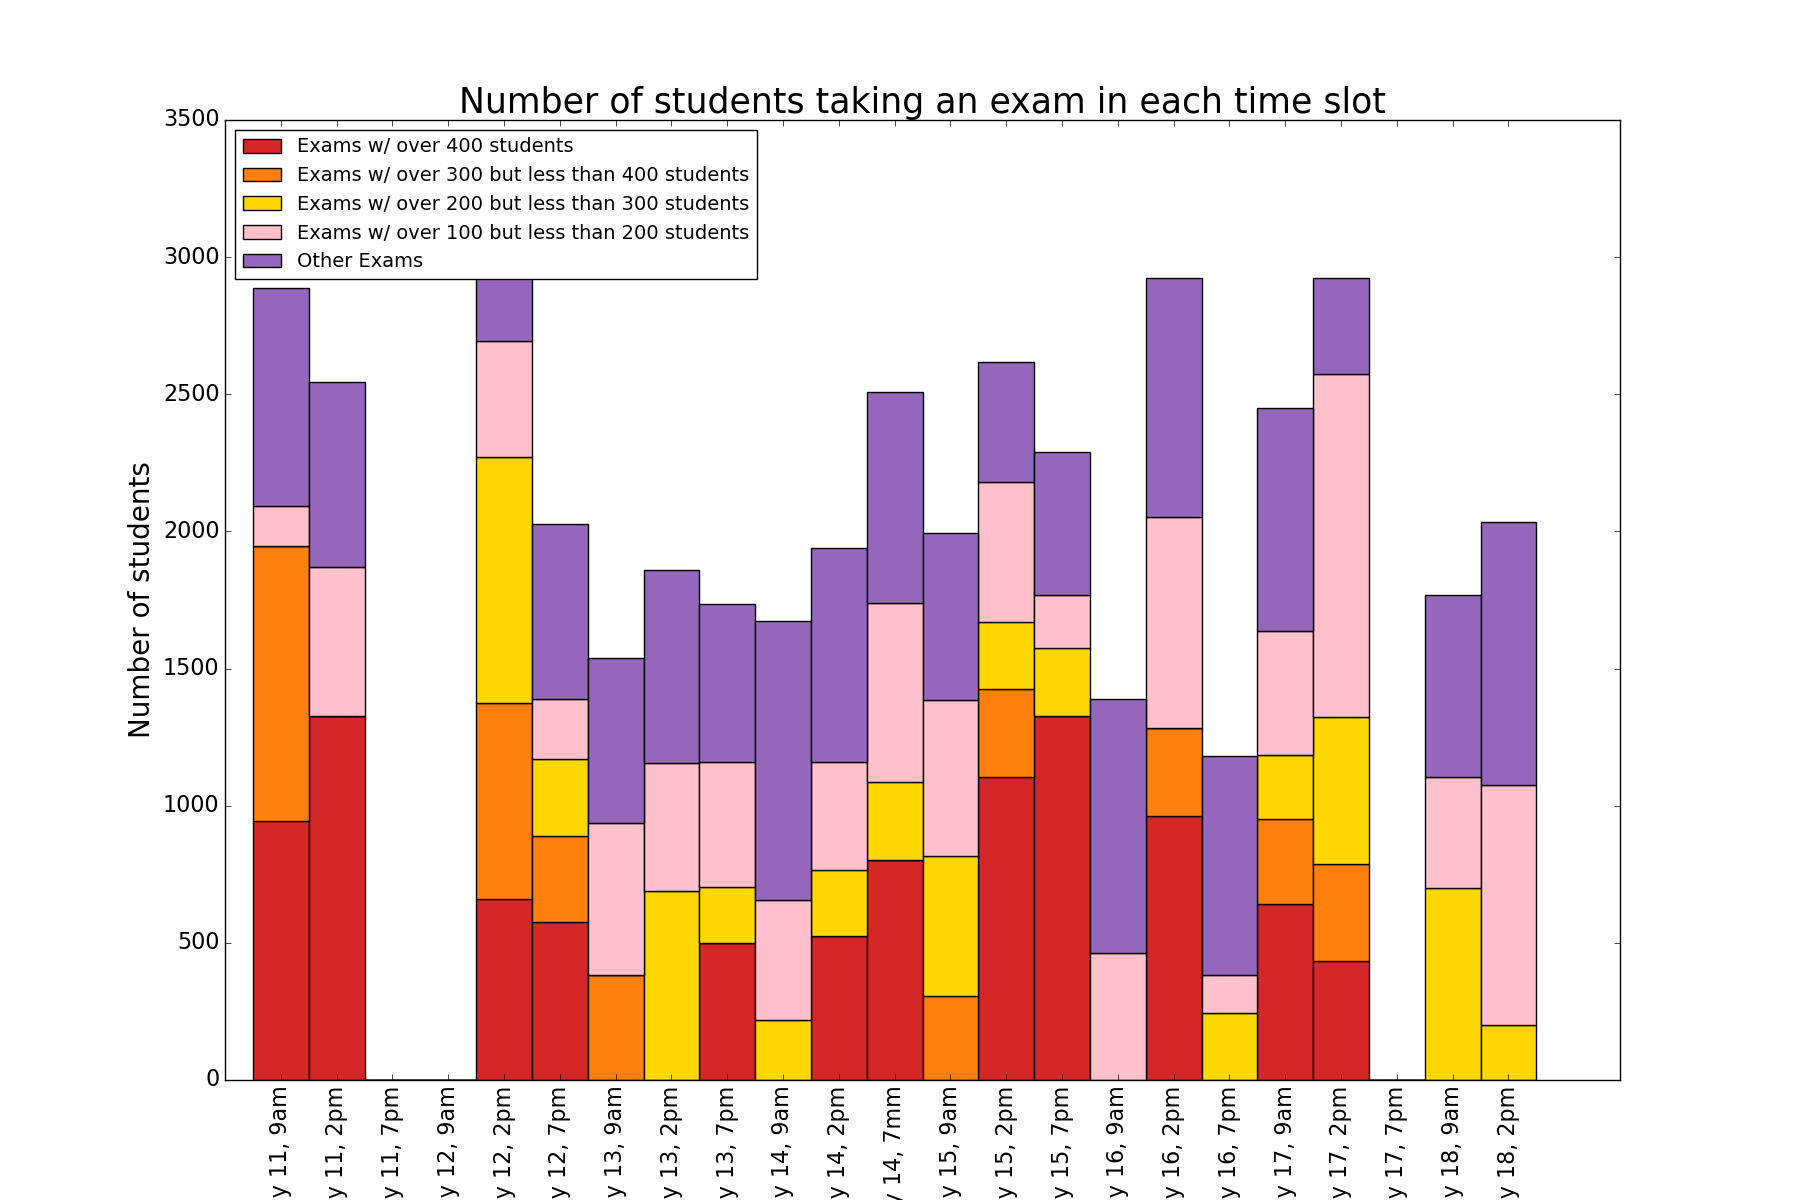 Number of students taking an exam in each time slot
Exams w/ over 400 students
Exams w/ over 300 but less than 400 students
Exams w/ over 200 but less than 300 students
Exams w/ over 100 but less than 200 students
Other Exams
Number of students
3500
3000
2500
2000
1500
1000
500
0
y 11, 9am
y 11, 2pm
y 11, 7pm
y 12, 9am
y 12, 2pm
y 12, 7pm
y 13, 9am
y 13, 2pm
y 13, 7pm
y 14, 9am
y 14, 2pm
y 14, 7mm
y 15, 9am
y 15, 2pm
y 15, 7pm
y 16, 9am
y 16, 2pm
y 16, 7pm
y 17, 9am
y 17, 2pm
y 17, 7pm
y 18, 9am
y 18, 2pm